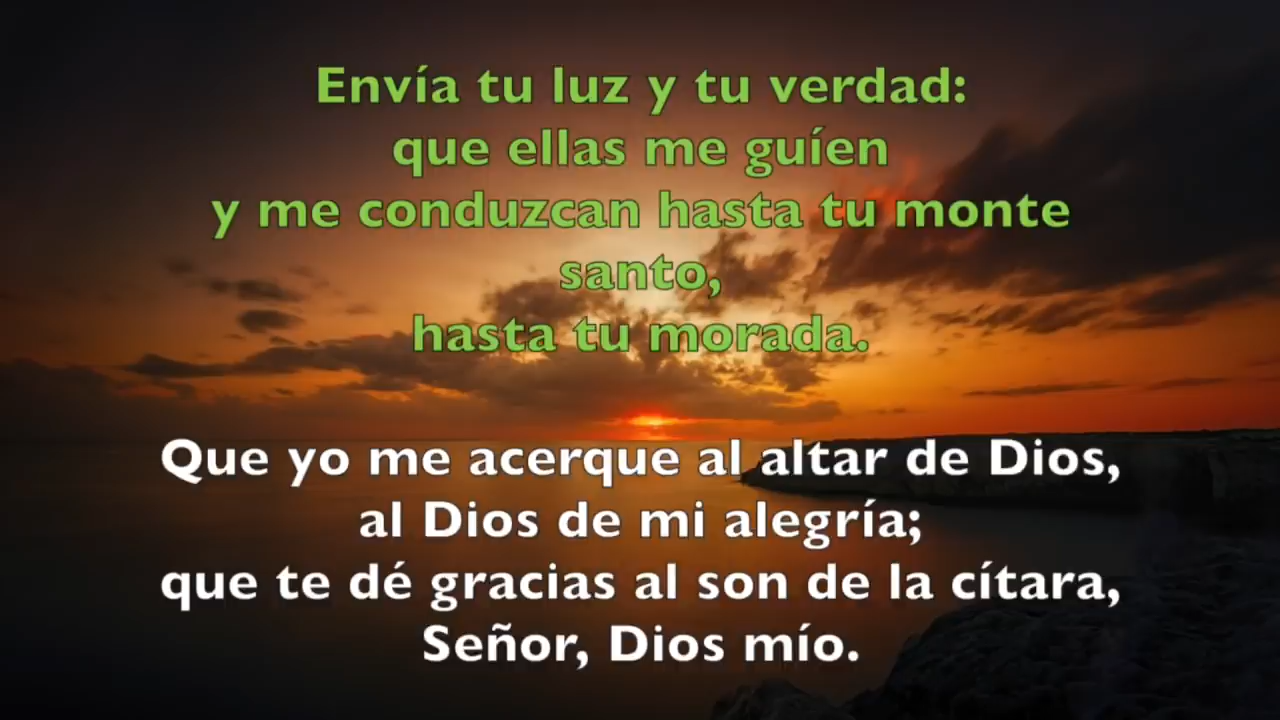 Envía tu luz y tu verdad:
que ellas me guíen
y me conduzcan hasta tu monte
santo,
hasta tu morada.
Que yo me acerque al altar de Dios,
al Dios de mi alegría;
que te dé gracias al son de la cítara,
Señor, Dios mío.